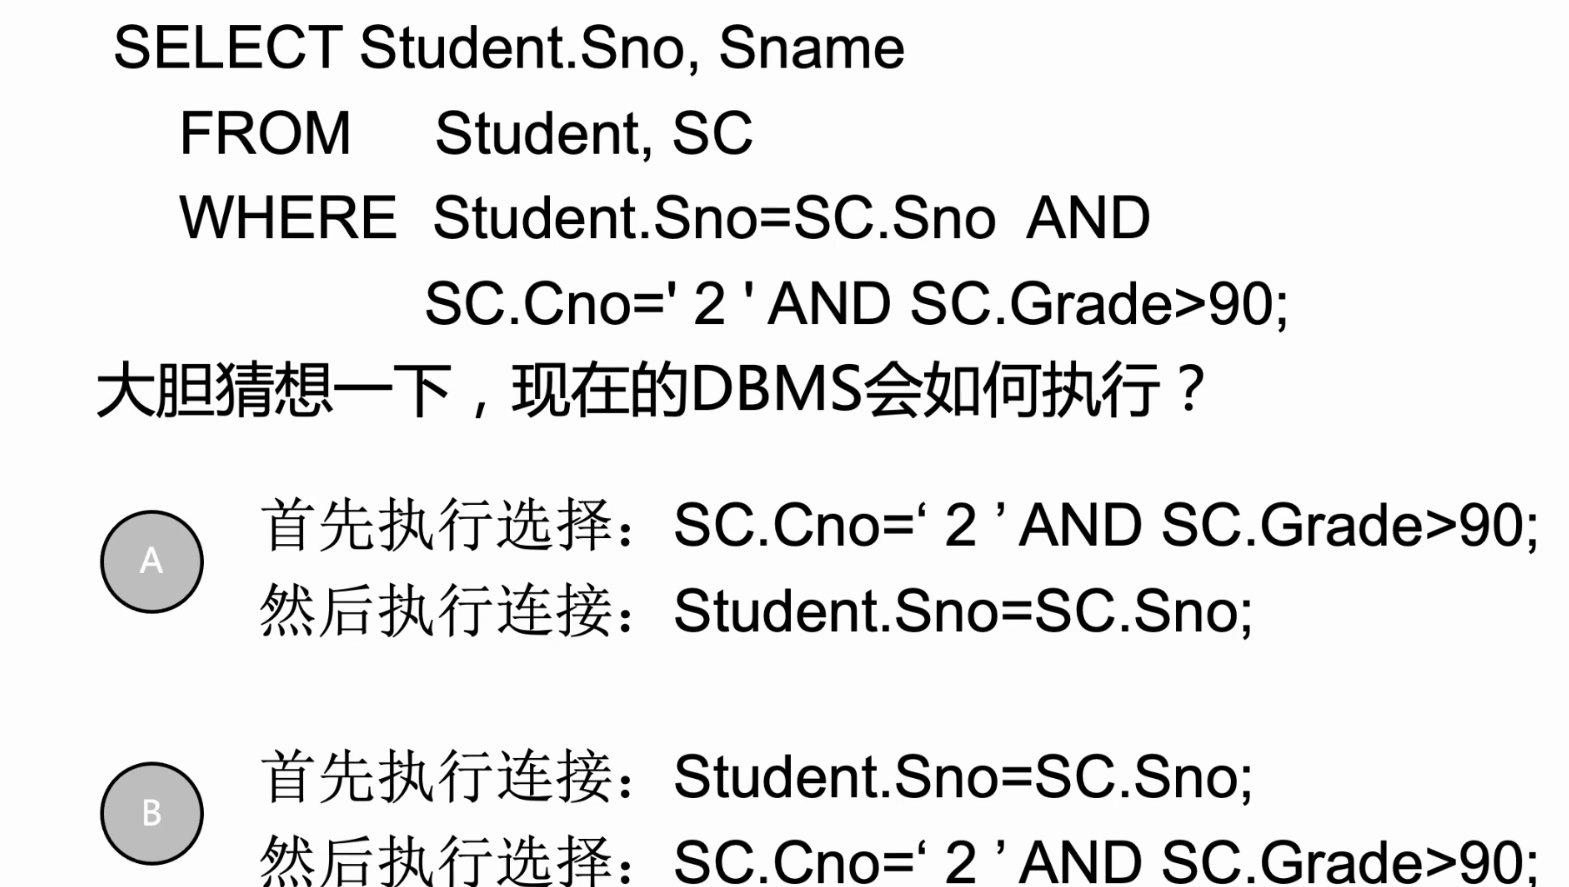 SELECT Student.Sno, Sname
FROM Student, SC
WHERE Student.Sno=SC.Sno AND
SC.Cno=' 2 ' AND SC.Grade>90;
大胆猜想一下，现在的DBMS会如何执行？
A
首先执行选择：SC.Cno=‘ 2 ’ AND SC.Grade>90;
然后执行连接：Student.Sno=SC.Sno;
B
首先执行连接：Student.Sno=SC.Sno;
然后执行选择：SC.Cno=‘ 2 ’ AND SC.Grade>90;